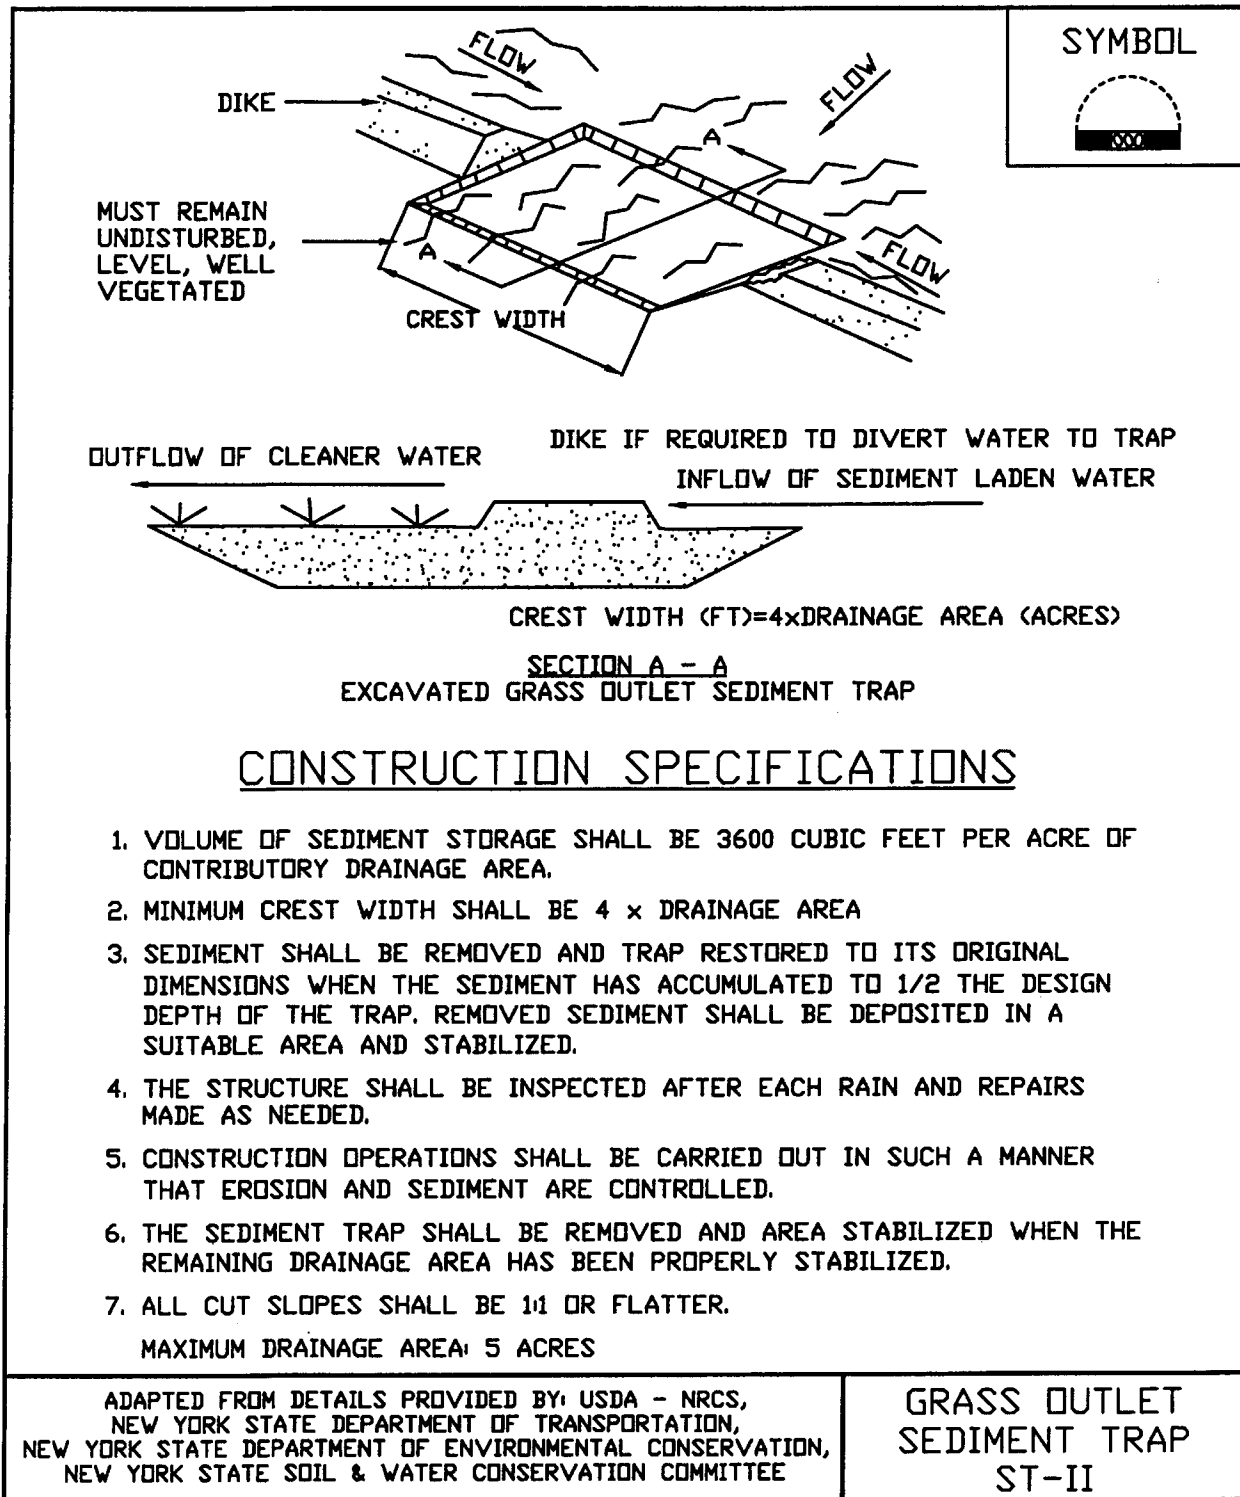 SYMBOL
FLOW
FLOW
DIKE
A
MUST REMAIN
UNDISTURBED,
LEVEL, WELL
VEGETATED
A
FLOW
CREST WIDTH
DIKE IF REQUIRED TO DIVERT WATER TO TRAP
OUTFLOW OF CLEANER WATER
INFLOW OF SEDIMENT LADEN WATER
CREST WIDTH (FT)=4xDRAINAGE AREA (ACRES)
SECTION A - A
EXCAVATED GRASS OUTLET SEDIMENT TRAP
CONSTRUCTION SPECIFICATIONS
1. VOLUME OF SEDIMENT STORAGE SHALL BE 3600 CUBIC FEET PER ACRE OF
CONTRIBUTORY DRAINAGE AREA.
2. MINIMUM CREST WIDTH SHALL BE 4 x DRAINAGE AREA
3. SEDIMENT SHALL BE REMOVED AND TRAP RESTORED TO ITS ORIGINAL
DIMENSIONS WHEN THE SEDIMENT HAS ACCUMULATED TO 1/2 THE DESIGN
DEPTH OF THE TRAP. REMOVED SEDIMENT SHALL BE DEPOSITED IN A
SUITABLE AREA AND STABILIZED.
4. THE STRUCTURE SHALL BE INSPECTED AFTER EACH RAIN AND REPAIRS
MADE AS NEEDED.
5. CONSTRUCTION OPERATIONS SHALL BE CARRIED OUT IN SUCH A MANNER
THAT EROSION AND SEDIMENT ARE CONTROLLED.
6. THE SEDIMENT TRAP SHALL BE REMOVED AND AREA STABILIZED WHEN THE
REMAINING DRAINAGE AREA HAS BEEN PROPERLY STABILIZED.
7. ALL CUT SLOPES SHALL BE 1:1 OR FLATTER.
MAXIMUM DRAINAGE AREA: 5 ACRES
ADAPTED FROM DETAILS PROVIDED BY: USDA - NRCS,
NEW YORK STATE DEPARTMENT OF TRANSPORTATION,
NEW YORK STATE DEPARTMENT OF ENVIRONMENTAL CONSERVATION,
NEW YORK STATE SOIL & WATER CONSERVATION COMMITTEE
GRASS OUTLET
SEDIMENT TRAP
ST-II